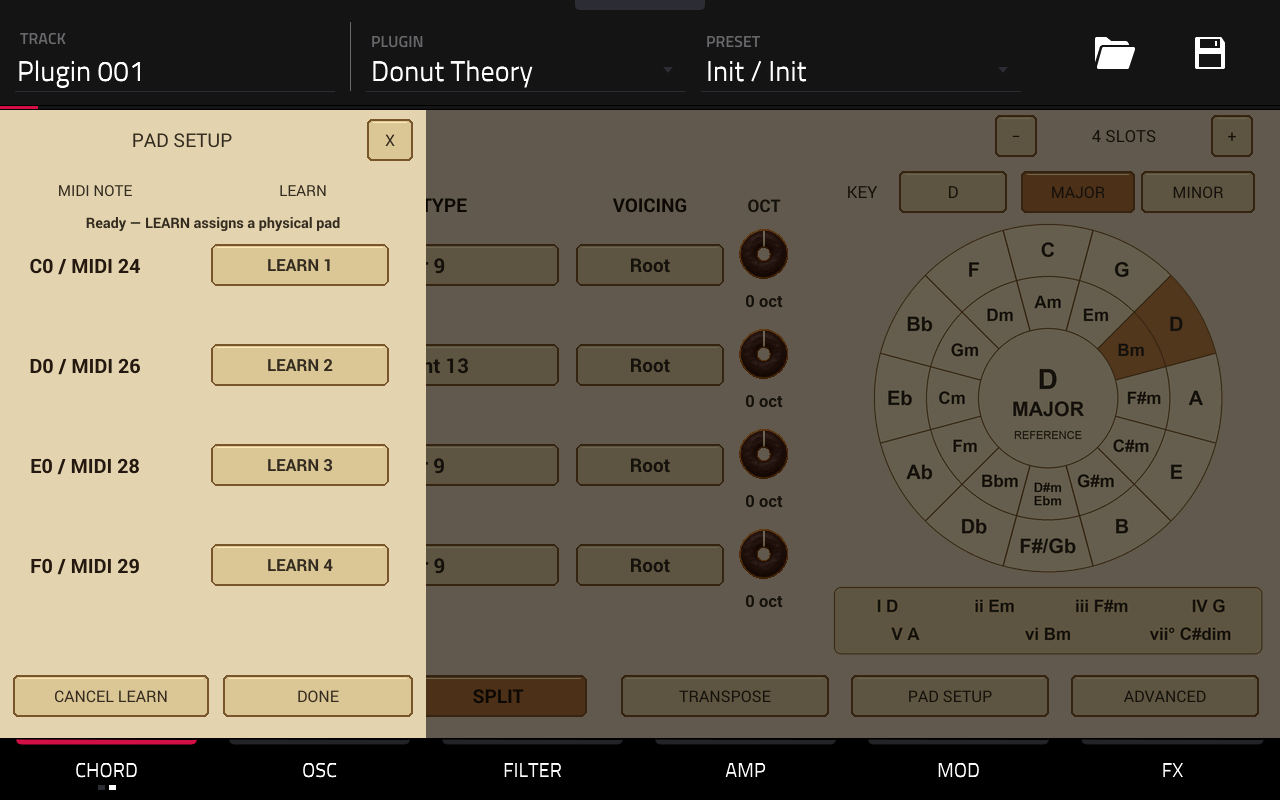 TRACK
Plugin 001
PLUGIN
Donut Theory
PRESET
Init / Init
PAD SETUP
X
MIDI NOTE
LEARN
Ready — LEARN assigns a physical pad
C0 / MIDI 24
LEARN 1
D0 / MIDI 26
LEARN 2
E0 / MIDI 28
LEARN 3
F0 / MIDI 29
LEARN 4
CANCEL LEARN
DONE
TYPE
VOICING
OCT
9
Root
0 oct
13
Root
0 oct
9
Root
0 oct
9
Root
0 oct
−
4 SLOTS
+
KEY
D
MAJOR
MINOR
C
G
D
A
E
B
F#/Gb
Db
Ab
Eb
Bb
F
Am
Em
Bm
F#m
C#m
G#m
D#m
Ebm
Bbm
Fm
Cm
Gm
Dm
D
MAJOR
REFERENCE
I D
ii Em
iii F#m
IV G
V A
vi Bm
vii° C#dim
SPLIT
TRANSPOSE
PAD SETUP
ADVANCED
CHORD
OSC
FILTER
AMP
MOD
FX